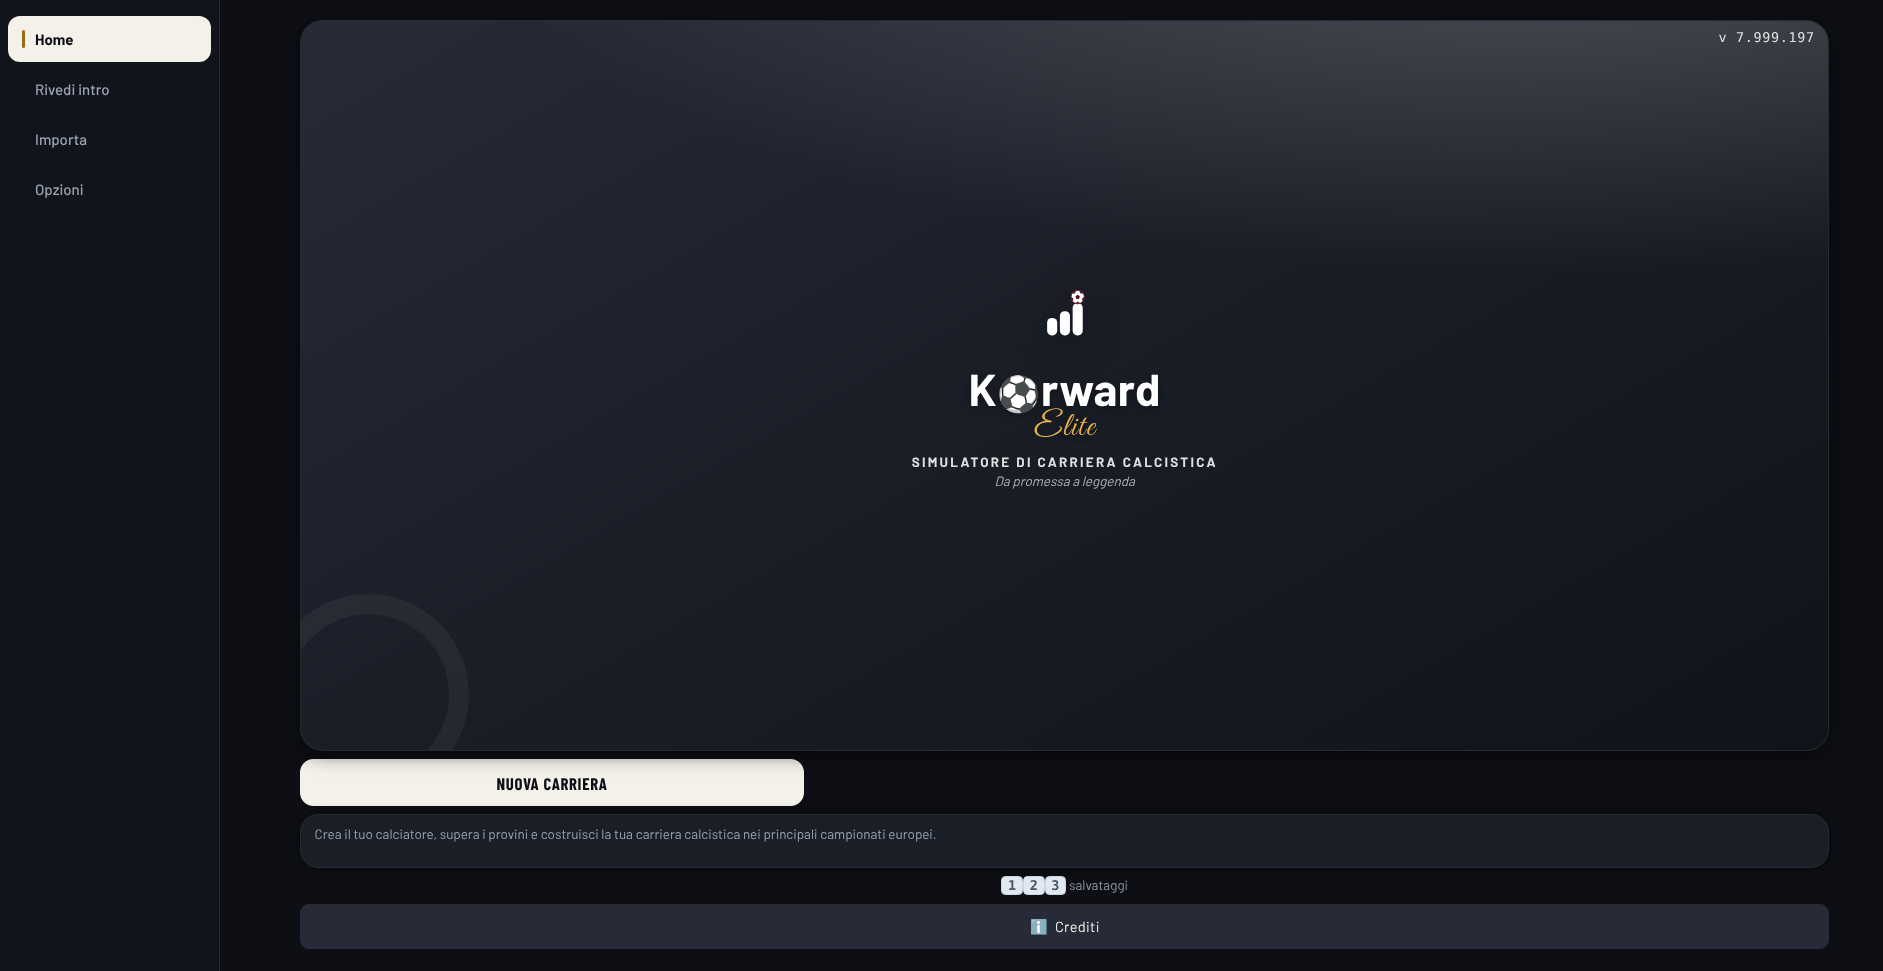 Home
Rivedi intro
Importa
Opzioni
v 7.999.197
K⚽rward
Elite
SIMULATORE DI CARRIERA CALCISTICA
Da promessa a leggenda
NUOVA CARRIERA
Crea il tuo calciatore, supera i provini e costruisci la tua carriera calcistica nei principali campionati europei.
1 2 3 salvataggi
ℹ️ Crediti